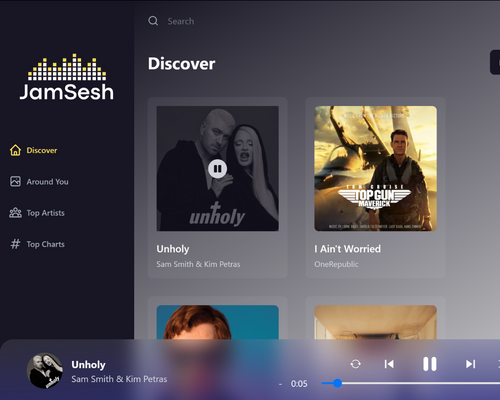 Search
Discover
JamSesh
Discover
Around You
Top Artists
Top Charts
unholy
TOM CRUISE
TOP GUN
MAVERICK
Unholy
Sam Smith & Kim Petras
I Ain't Worried
OneRepublic
Unholy
Sam Smith & Kim Petras
- 0:05